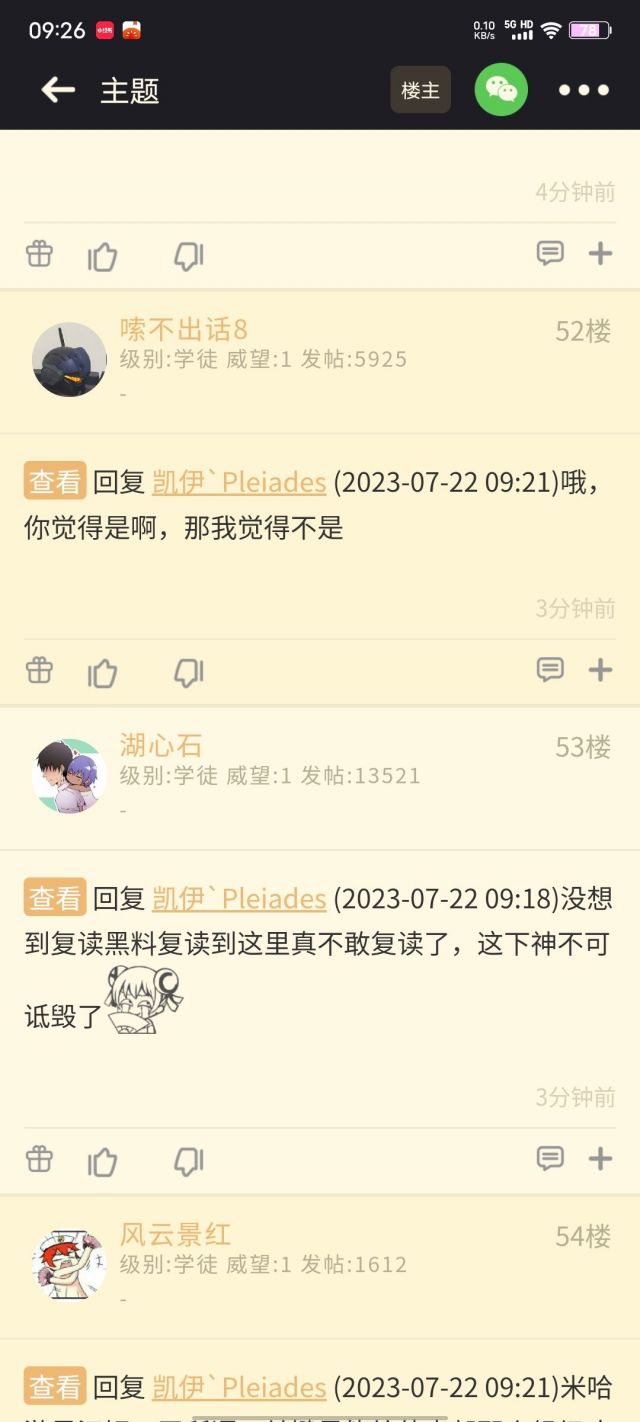 09:26
0.10 KB/s 5G HD 78
主题
楼主
4分钟前
嗦不出话8
52楼
级别:学徒 威望:1 发帖:5925
-
查看 回复 凯伊`Pleiades (2023-07-22 09:21)哦，
你觉得是啊，那我觉得不是
3分钟前
湖心石
53楼
级别:学徒 威望:1 发帖:13521
-
查看 回复 凯伊`Pleiades (2023-07-22 09:18)没想
到复读黑料复读到这里真不敢复读了，这下神不可
诋毁了
3分钟前
风云景红
54楼
级别:学徒 威望:1 发帖:1612
-
查看 回复 凯伊`Pleiades (2023-07-22 09:21)米哈